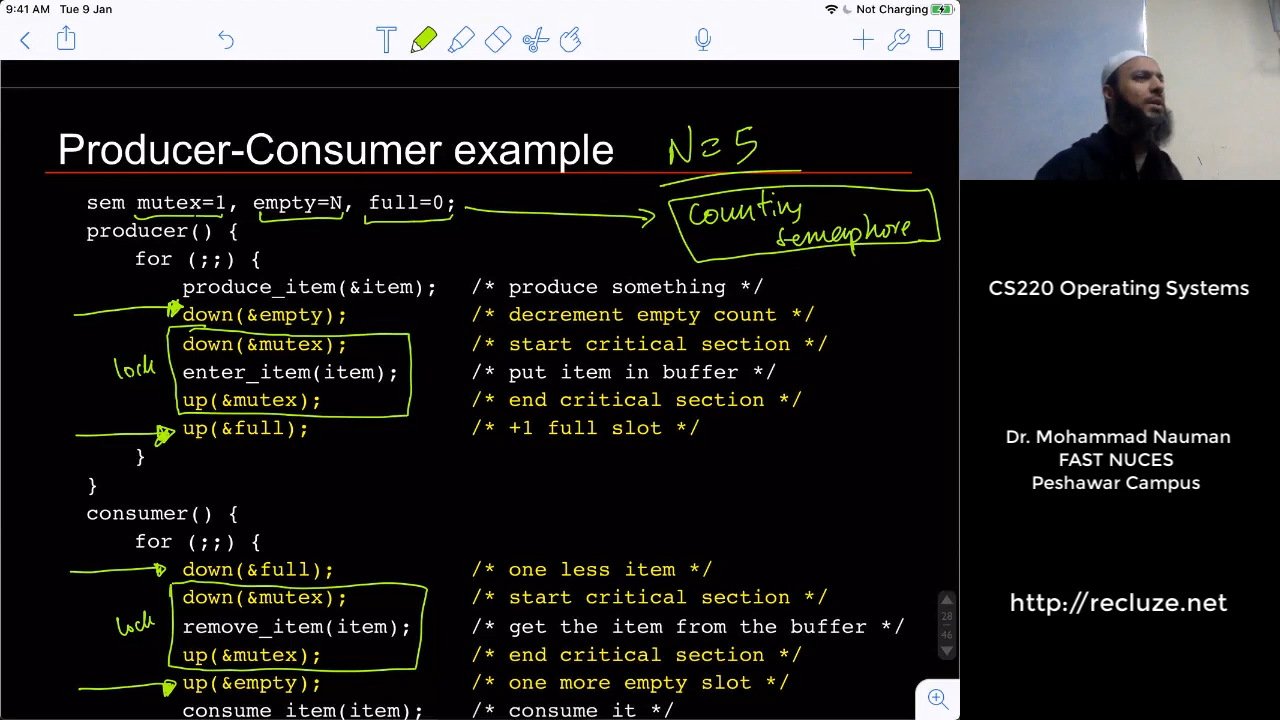 9:41 AM Tue 9 Jan
Not Charging
T
Producer-Consumer example
N=5
sem mutex=1, empty=N, full=0;
Counting
semaphore
producer() {
for (;;) {
produce_item(&item); /* produce something */
down(&empty); /* decrement empty count */
down(&mutex); /* start critical section */
lock
enter_item(item); /* put item in buffer */
up(&mutex); /* end critical section */
up(&full); /* +1 full slot */
}
}
consumer() {
for (;;) {
down(&full); /* one less item */
down(&mutex); /* start critical section */
lock
remove_item(item); /* get the item from the buffer */
up(&mutex); /* end critical section */
up(&empty); /* one more empty slot */
consume_item(item); /* consume it */
28
46
CS220 Operating Systems
Dr. Mohammad Nauman
FAST NUCES
Peshawar Campus
http://recluze.net